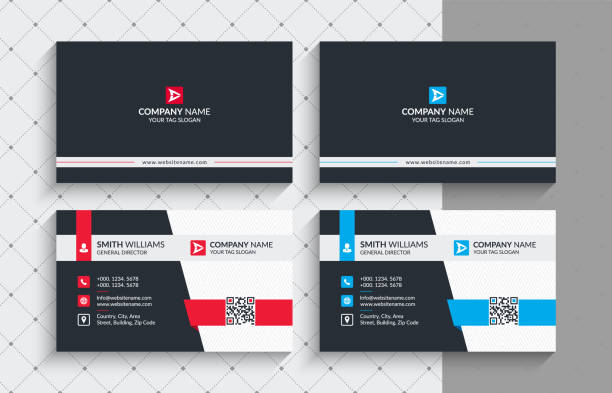 COMPANY NAME
YOUR TAG SLOGAN
www.websitename.com
COMPANY NAME
YOUR TAG SLOGAN
www.websitename.com
SMITH WILLIAMS
GENERAL DIRECTOR
COMPANY NAME
YOUR TAG SLOGAN
+000, 1234. 5678
+000. 1234. 5678
info@websitename.com
www.websitename.com
Country, City, Area
Street, Building, Zip Code
SMITH WILLIAMS
GENERAL DIRECTOR
COMPANY NAME
YOUR TAG SLOGAN
+000, 1234. 5678
+000. 1234. 5678
info@websitename.com
www.websitename.com
Country, City, Area
Street, Building, Zip Code